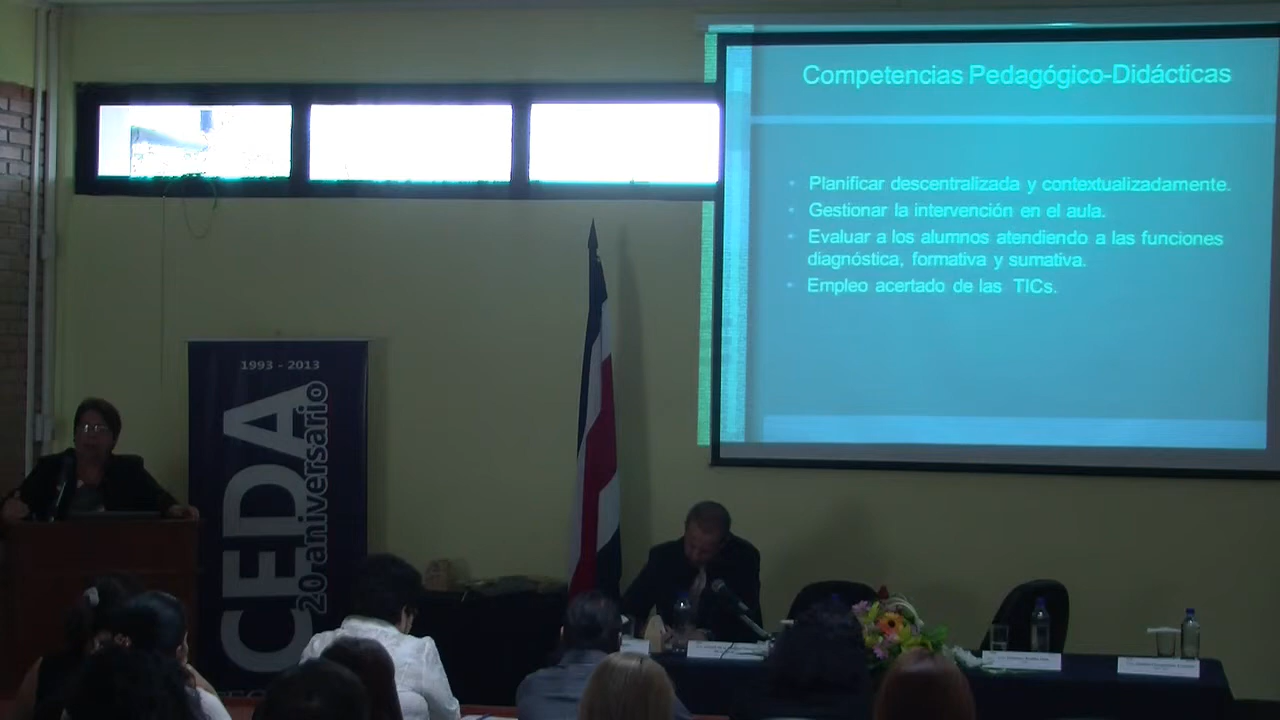 Competencias Pedagógico-Didácticas
Planificar descentralizada y contextualizadamente.
Gestionar la intervención en el aula.
Evaluar a los alumnos atendiendo a las funciones
diagnóstica, formativa y sumativa.
Empleo acertado de las TICs.
1993 - 2013
CEDA
20 aniversario